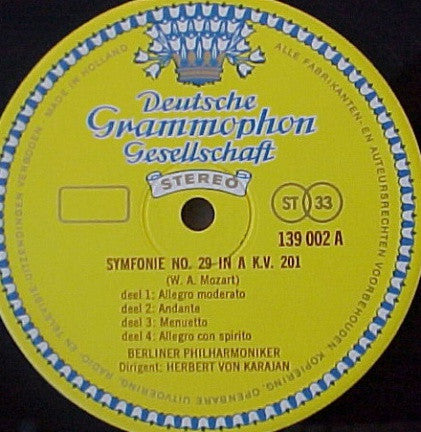 Deutsche
Grammophon
Gesellschaft
STEREO
ST 33
139 002 A
SYMFONIE NO. 29 IN A K.V. 201
(W. A. Mozart)
deel 1: Allegro moderato
deel 2: Andante
deel 3: Menuetto
deel 4: Allegro con spirito
BERLINER PHILHARMONIKER
Dirigent: HERBERT VON KARAJAN
MADE IN HOLLAND
ALLE FABRIKANTEN- EN AUTEURSRECHTEN VOORBEHOUDEN. KOPIERING, OPENBARE UITVOERING, RADIO- EN TELEVISIE-UITZENDINGEN VERBODEN